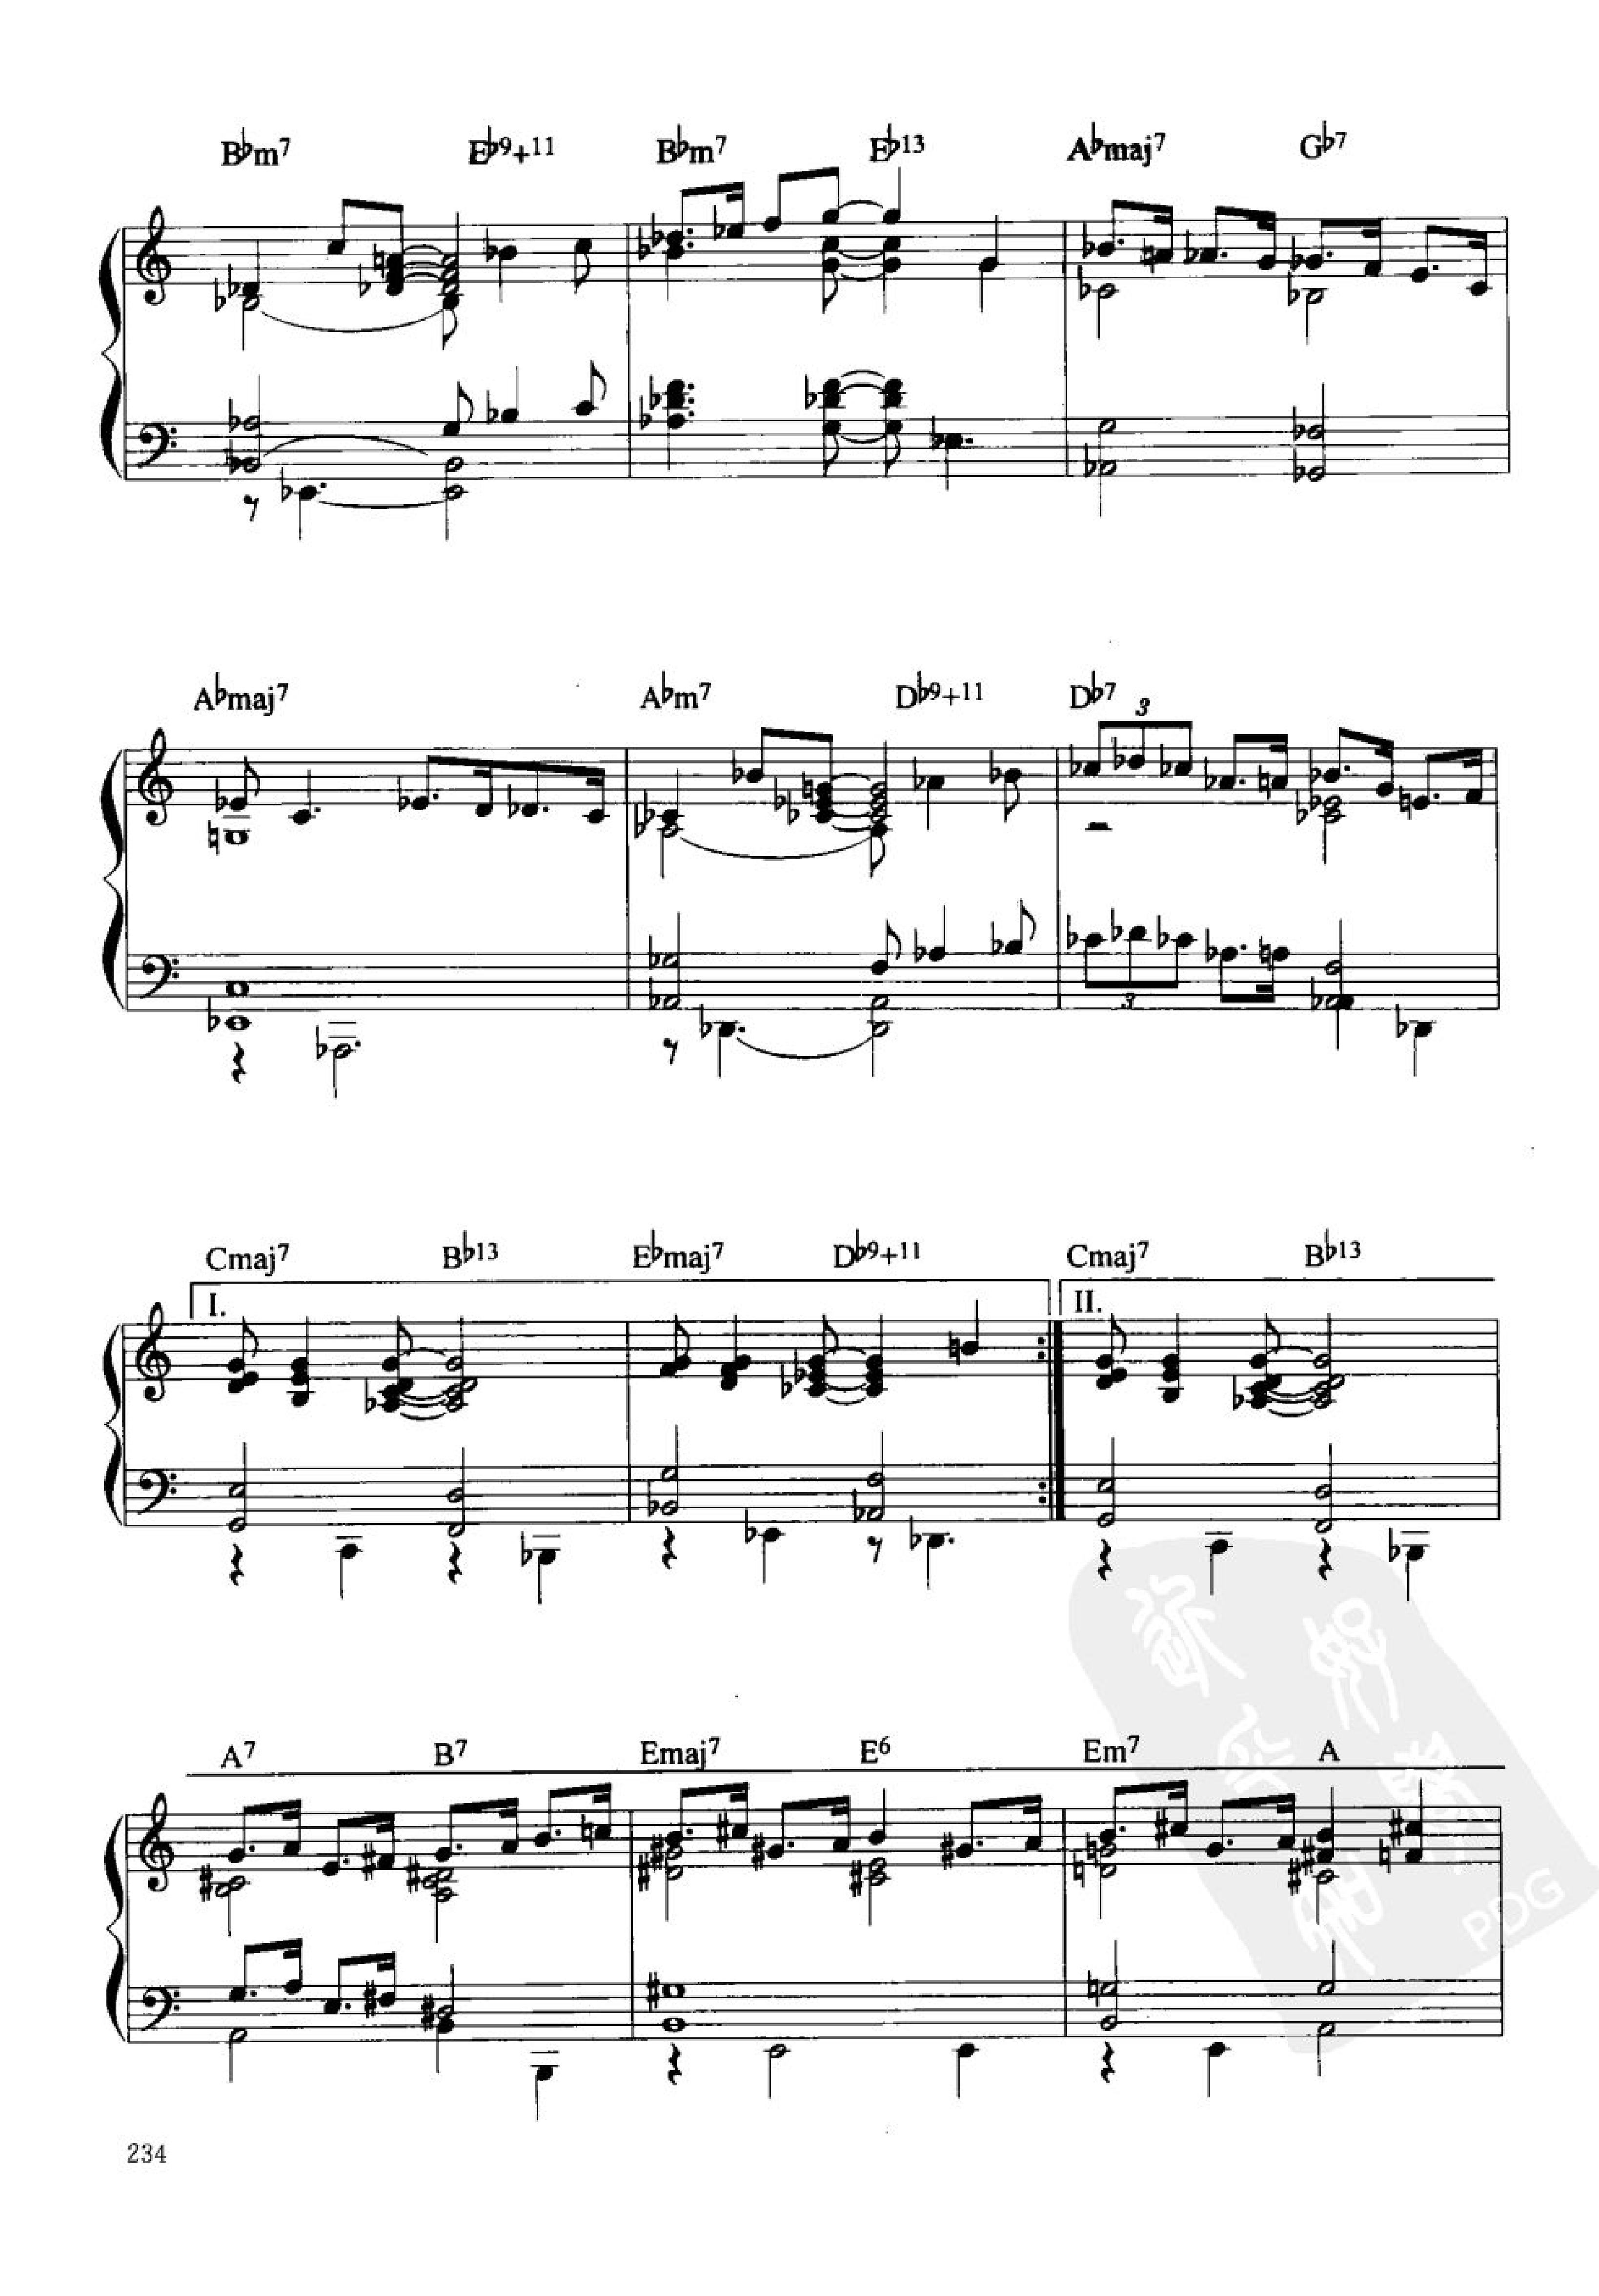 B♭m7 E♭9+11 B♭m7 E♭13 A♭maj7 G♭7
A♭maj7 A♭m7 D♭9+11 D♭7
3
3
Cmaj7 B♭13 E♭maj7 D♭9+11 Cmaj7 B♭13
I. II.
A7 B7 Emaj7 E6 Em7 A
PDG
234